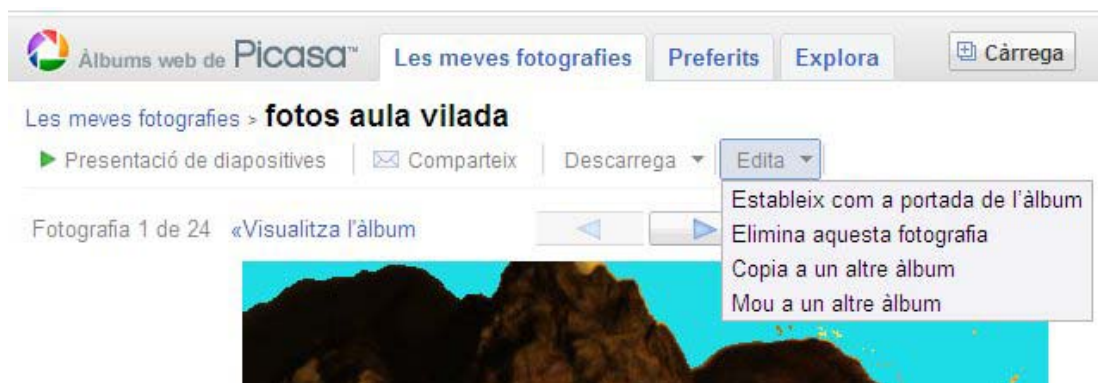 Àlbums web de Picasa™ Les meves fotografies Preferits Explora Càrrega
Les meves fotografies > fotos aula vilada
Presentació de diapositives Comparteix Descarrega Edita
Estableix com a portada de l'àlbum
Fotografia 1 de 24 «Visualitza l'àlbum
Elimina aquesta fotografia
Copia a un altre àlbum
Mou a un altre àlbum